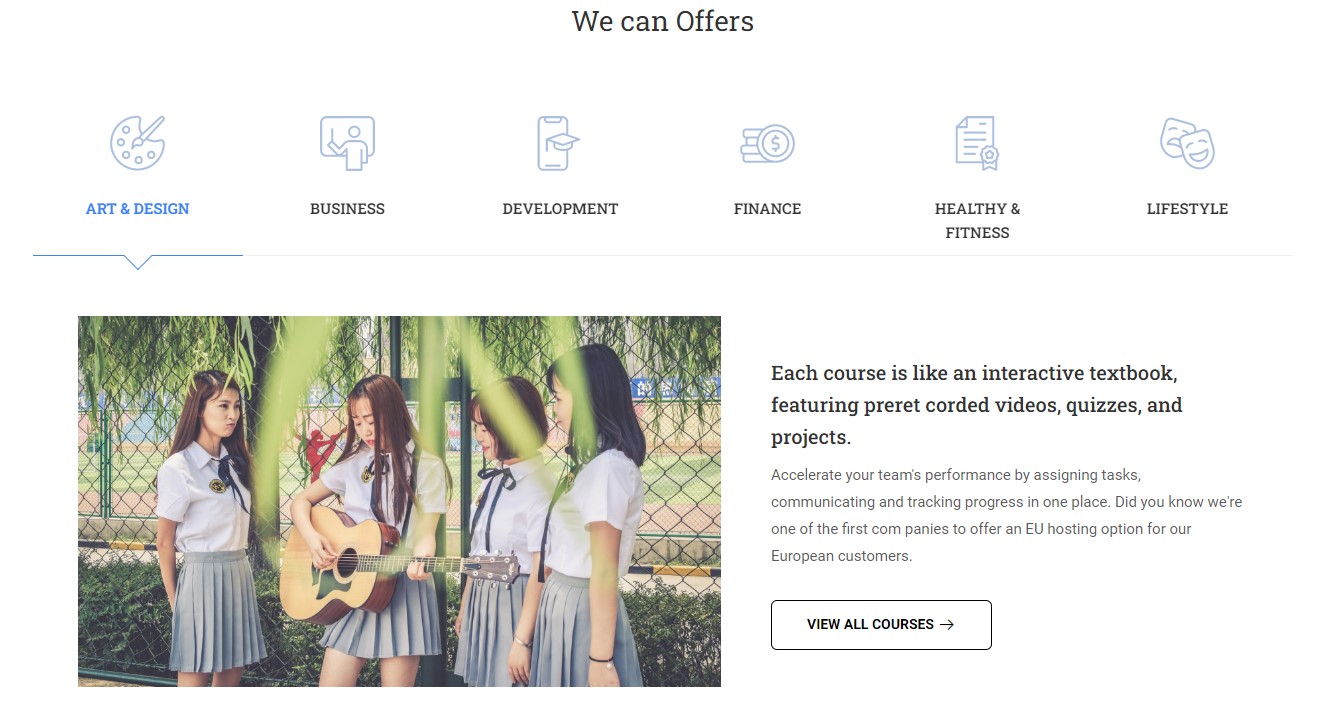 We can Offers
ART & DESIGN
BUSINESS
DEVELOPMENT
FINANCE
HEALTHY &
FITNESS
LIFESTYLE
Each course is like an interactive textbook,
featuring preret corded videos, quizzes, and
projects.
Accelerate your team's performance by assigning tasks,
communicating and tracking progress in one place. Did you know we're
one of the first com panies to offer an EU hosting option for our
European customers.
VIEW ALL COURSES